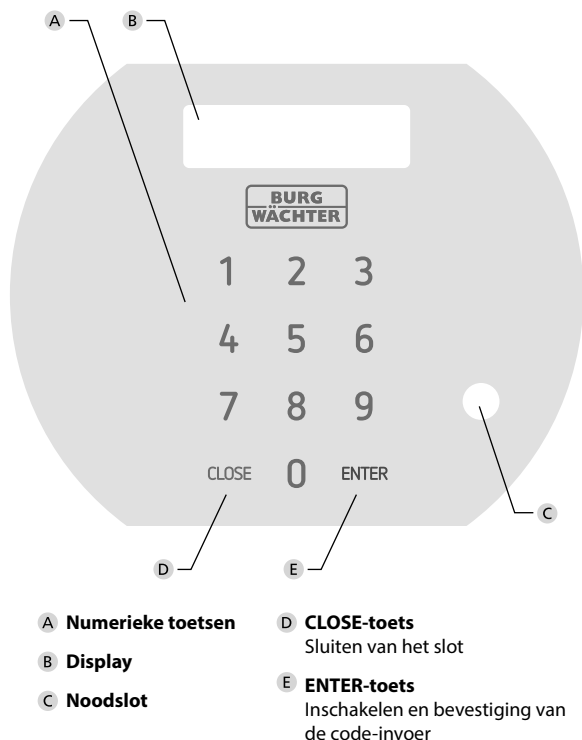 A
B
BURG
WÄCHTER
1 2 3
4 5 6
7 8 9
CLOSE 0 ENTER
C
D
E
A Numerieke toetsen
B Display
C Noodslot
D CLOSE-toets
Sluiten van het slot
E ENTER-toets
Inschakelen en bevestiging van
de code-invoer